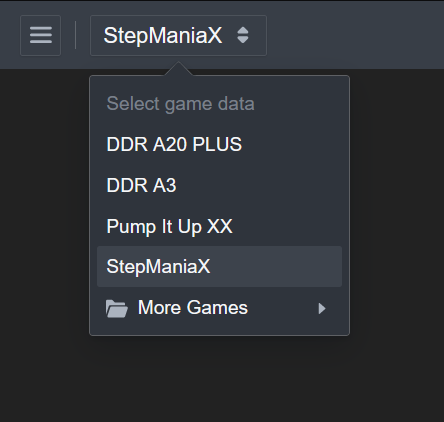 StepManiaX
Select game data
DDR A20 PLUS
DDR A3
Pump It Up XX
StepManiaX
More Games